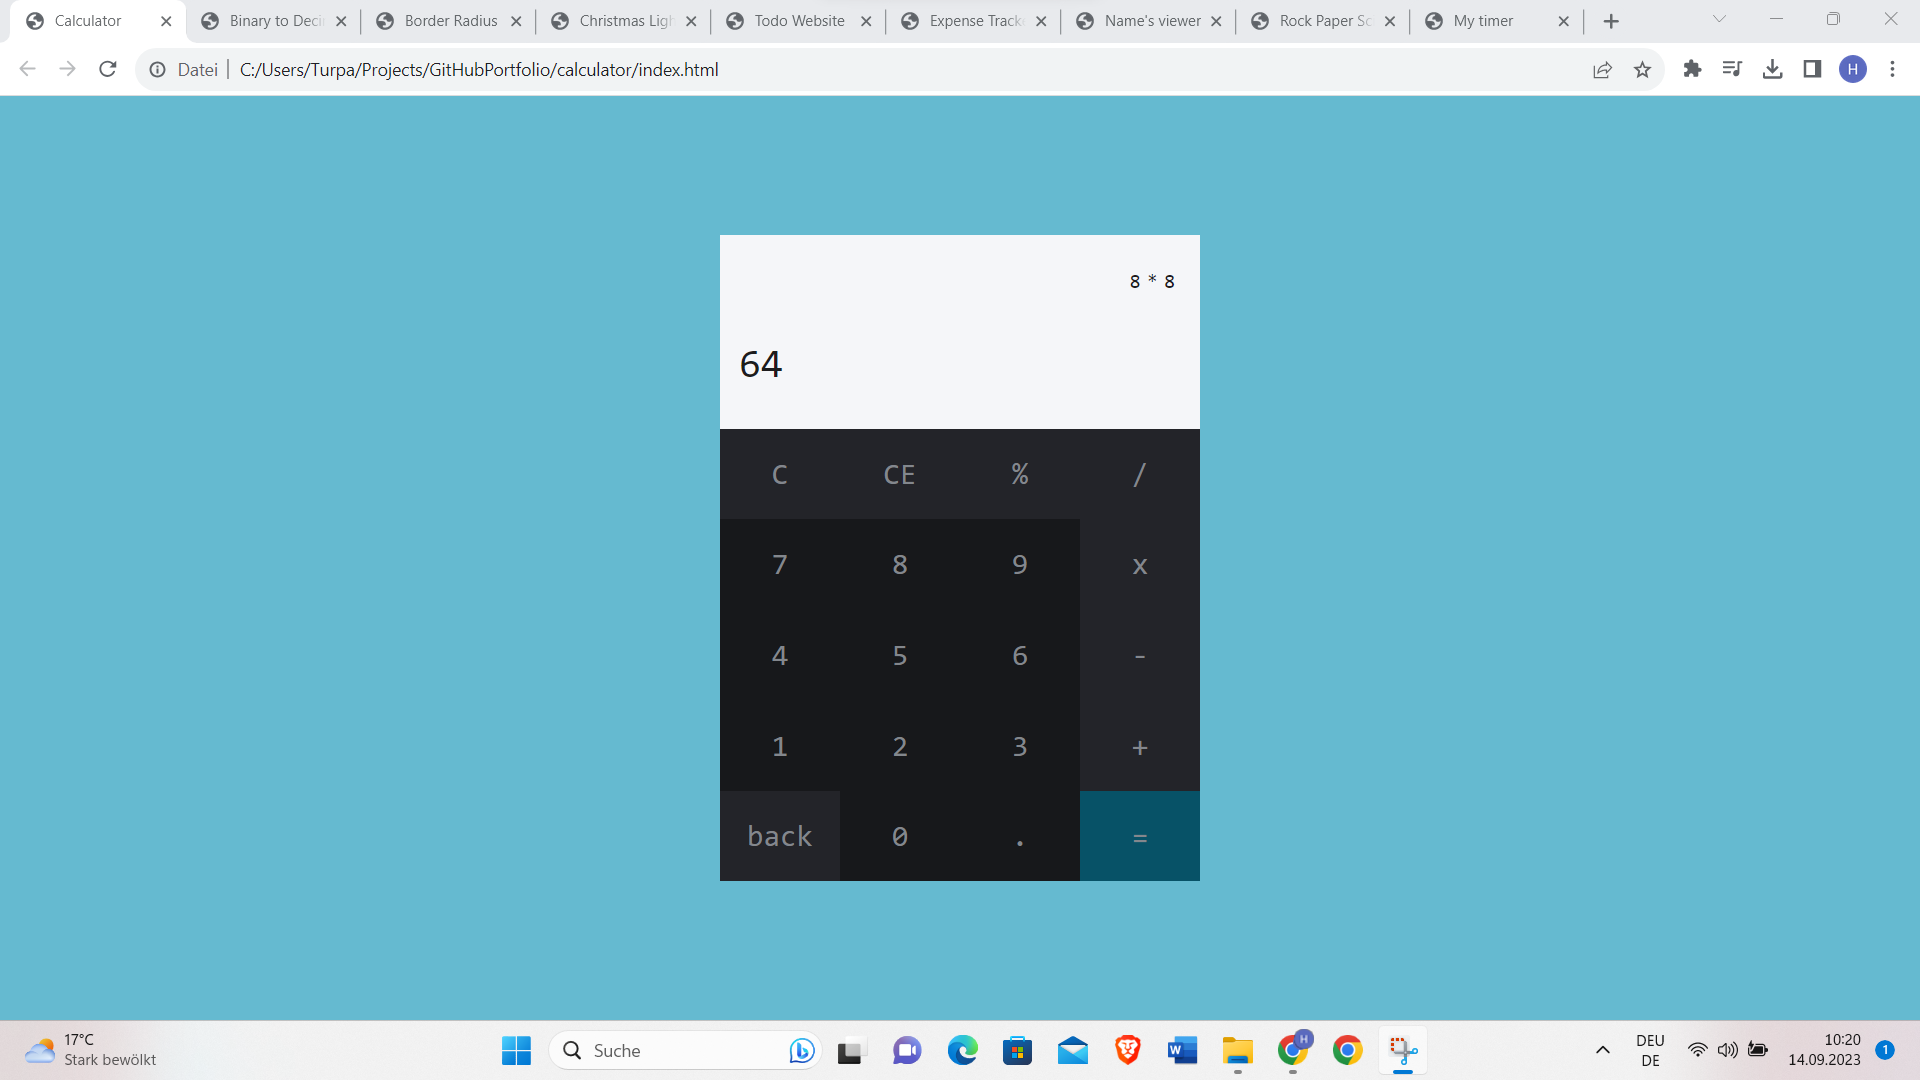 Calculator
Binary to Deci
Border Radius
Christmas Ligh
Todo Website
Expense Track
Name's viewer
Rock Paper Sc
My timer
Datei
C:/Users/Turpa/Projects/GitHubPortfolio/calculator/index.html
H
8 * 8
64
C CE % /
7 8 9 x
4 5 6 -
1 2 3 +
back 0 . =
17°C
Stark bewölkt
Suche
W
H
DEU
DE
10:20
14.09.2023
1